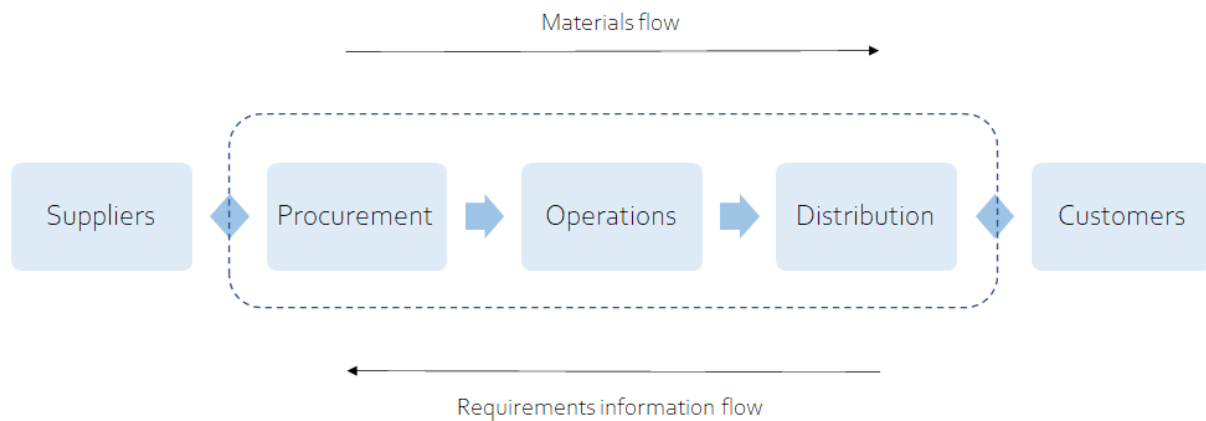 Materials flow
Suppliers
Procurement
Operations
Distribution
Customers
Requirements information flow